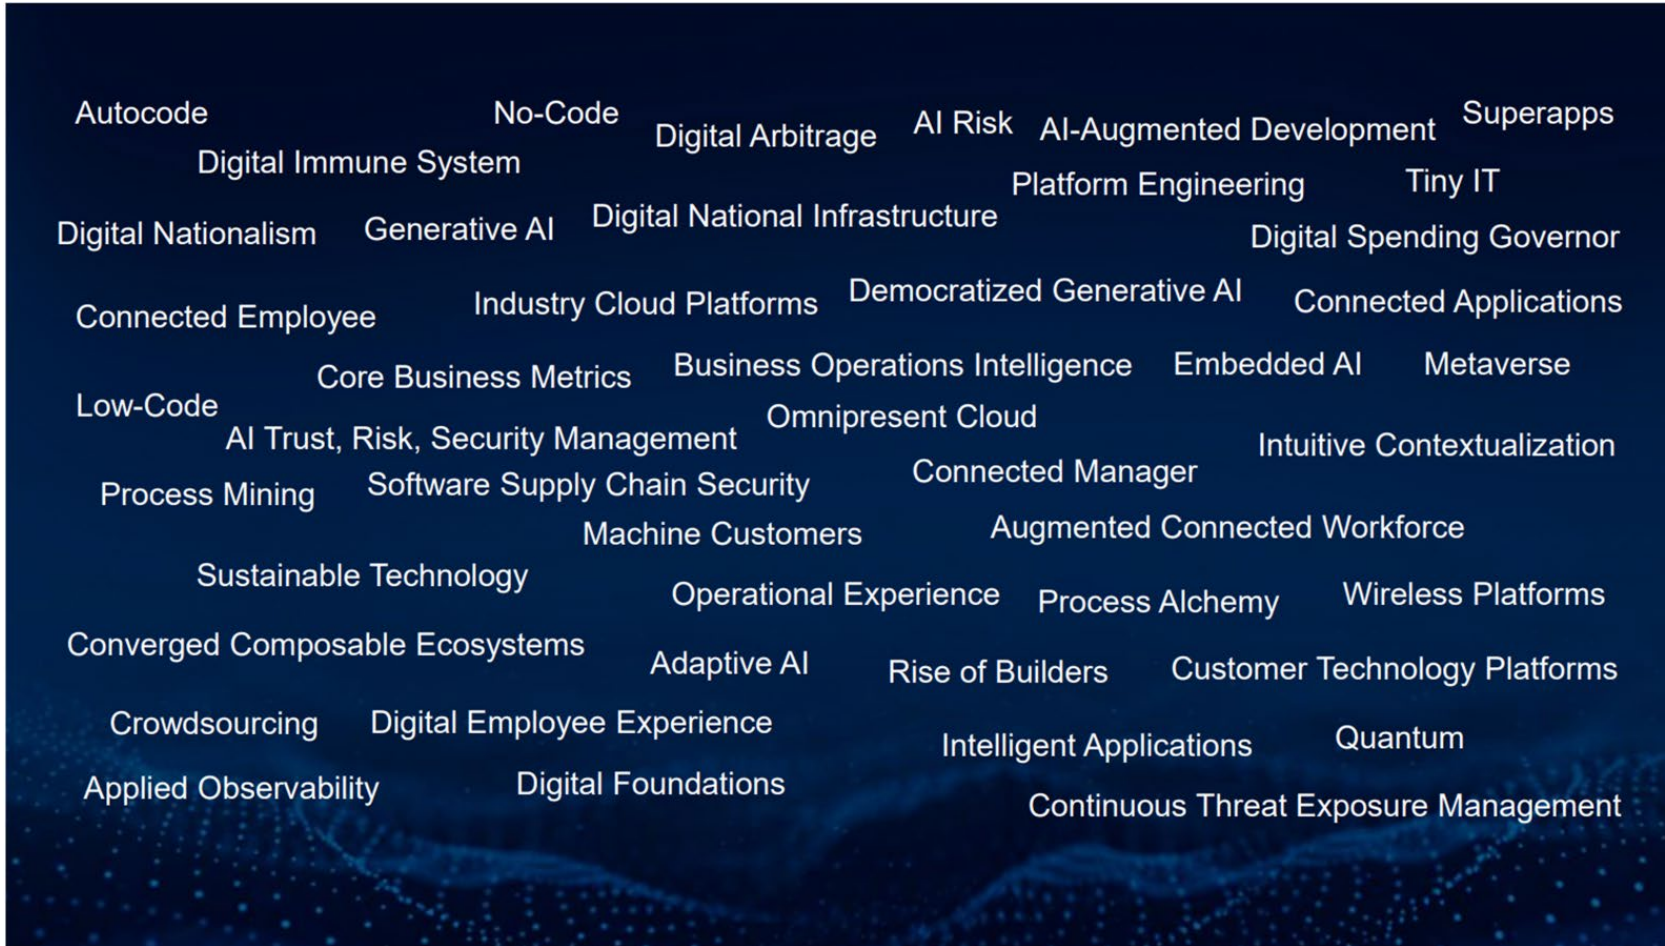 Autocode
No-Code
Digital Arbitrage
AI Risk
AI-Augmented Development
Superapps
Digital Immune System
Platform Engineering
Tiny IT
Digital Nationalism
Generative AI
Digital National Infrastructure
Digital Spending Governor
Connected Employee
Industry Cloud Platforms
Democratized Generative AI
Connected Applications
Core Business Metrics
Business Operations Intelligence
Embedded AI
Metaverse
Low-Code
AI Trust, Risk, Security Management
Omnipresent Cloud
Intuitive Contextualization
Process Mining
Software Supply Chain Security
Connected Manager
Machine Customers
Augmented Connected Workforce
Sustainable Technology
Operational Experience
Process Alchemy
Wireless Platforms
Converged Composable Ecosystems
Adaptive AI
Rise of Builders
Customer Technology Platforms
Crowdsourcing
Digital Employee Experience
Intelligent Applications
Quantum
Applied Observability
Digital Foundations
Continuous Threat Exposure Management